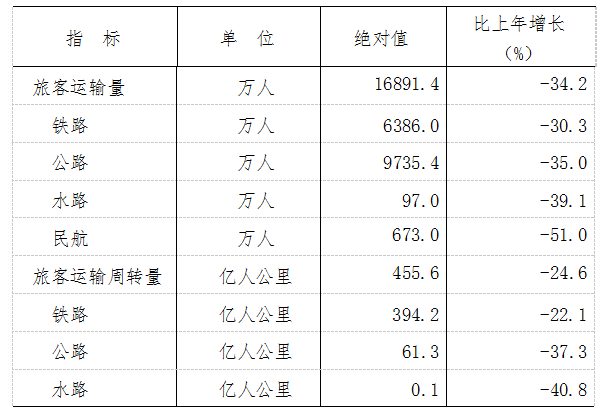 指 标 单 位 绝对值 比上年增长
（%）
旅客运输量 万人 16891.4 -34.2
铁路 万人 6386.0 -30.3
公路 万人 9735.4 -35.0
水路 万人 97.0 -39.1
民航 万人 673.0 -51.0
旅客运输周转量 亿人公里 455.6 -24.6
铁路 亿人公里 394.2 -22.1
公路 亿人公里 61.3 -37.3
水路 亿人公里 0.1 -40.8